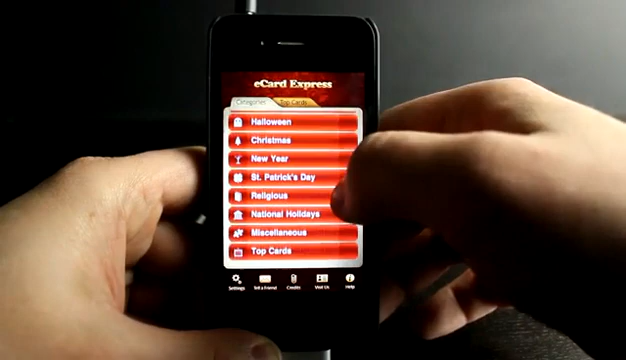 eCard Express
Categories Top Cards
Halloween
Christmas
New Year
St. Patrick's Day
Religious
National Holidays
Miscellaneous
Top Cards
Settings Tell a Friend Credits Visit Us Help